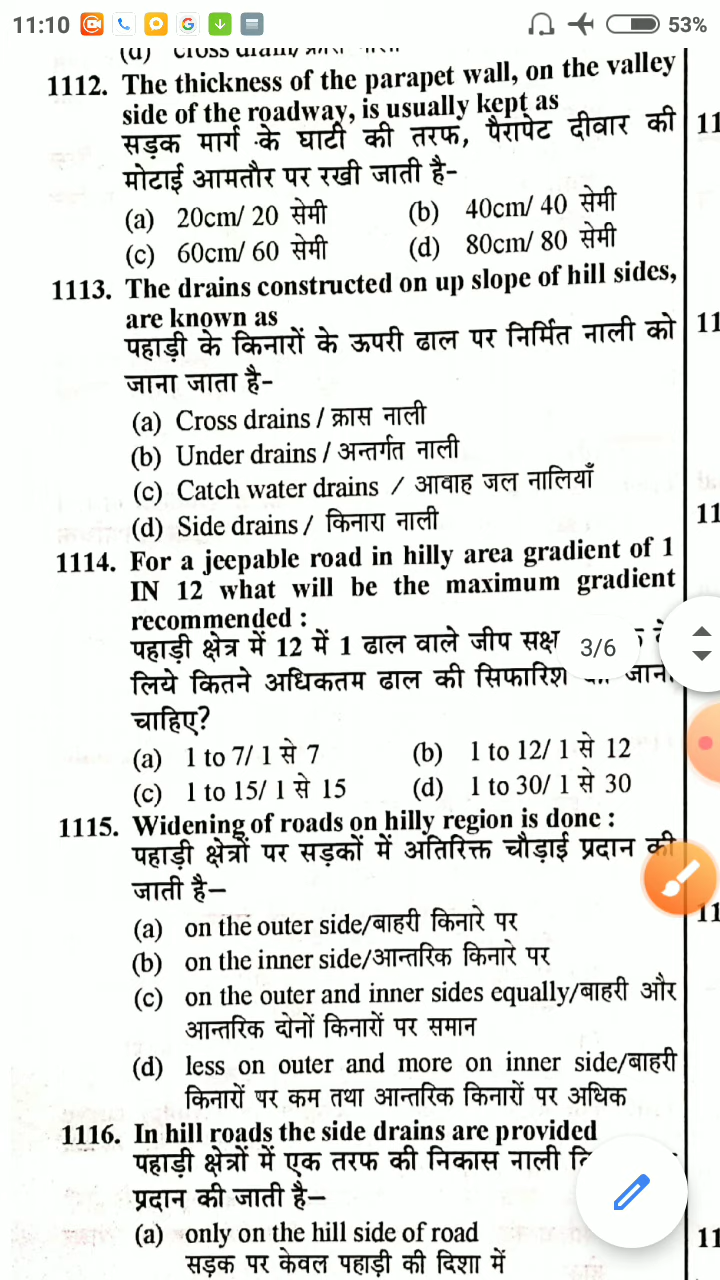 11:10
53%
(d) cross drain/
1112. The thickness of the parapet wall, on the valley
side of the roadway, is usually kept as
सड़क मार्ग के घाटी की तरफ, पैरापेट दीवार की
मोटाई आमतौर पर रखी जाती है-
(a) 20cm/ 20 सेमी (b) 40cm/ 40 सेमी
(c) 60cm/ 60 सेमी (d) 80cm/ 80 सेमी
1113. The drains constructed on up slope of hill sides,
are known as
पहाड़ी के किनारों के ऊपरी ढाल पर निर्मित नाली को
जाना जाता है-
(a) Cross drains / क्रास नाली
(b) Under drains / अन्तर्गत नाली
(c) Catch water drains / आवाह जल नालियाँ
(d) Side drains / किनारा नाली
1114. For a jeepable road in hilly area gradient of 1
IN 12 what will be the maximum gradient
recommended :
पहाड़ी क्षेत्र में 12 में 1 ढाल वाले जीप सक्ष
3/6
लिये कितने अधिकतम ढाल की सिफारिश जानी
चाहिए?
(a) 1 to 7/ 1 से 7 (b) 1 to 12/ 1 से 12
(c) 1 to 15/ 1 से 15 (d) 1 to 30/ 1 से 30
1115. Widening of roads on hilly region is done :
पहाड़ी क्षेत्रों पर सड़कों में अतिरिक्त चौड़ाई प्रदान की
जाती है–
(a) on the outer side/बाहरी किनारे पर
(b) on the inner side/आन्तरिक किनारे पर
(c) on the outer and inner sides equally/बाहरी और
आन्तरिक दोनों किनारों पर समान
(d) less on outer and more on inner side/बाहरी
किनारों पर कम तथा आन्तरिक किनारों पर अधिक
1116. In hill roads the side drains are provided
पहाड़ी क्षेत्रों में एक तरफ की निकास नाली
प्रदान की जाती है–
(a) only on the hill side of road
सड़क पर केवल पहाड़ी की दिशा में
11
11
11
11
11